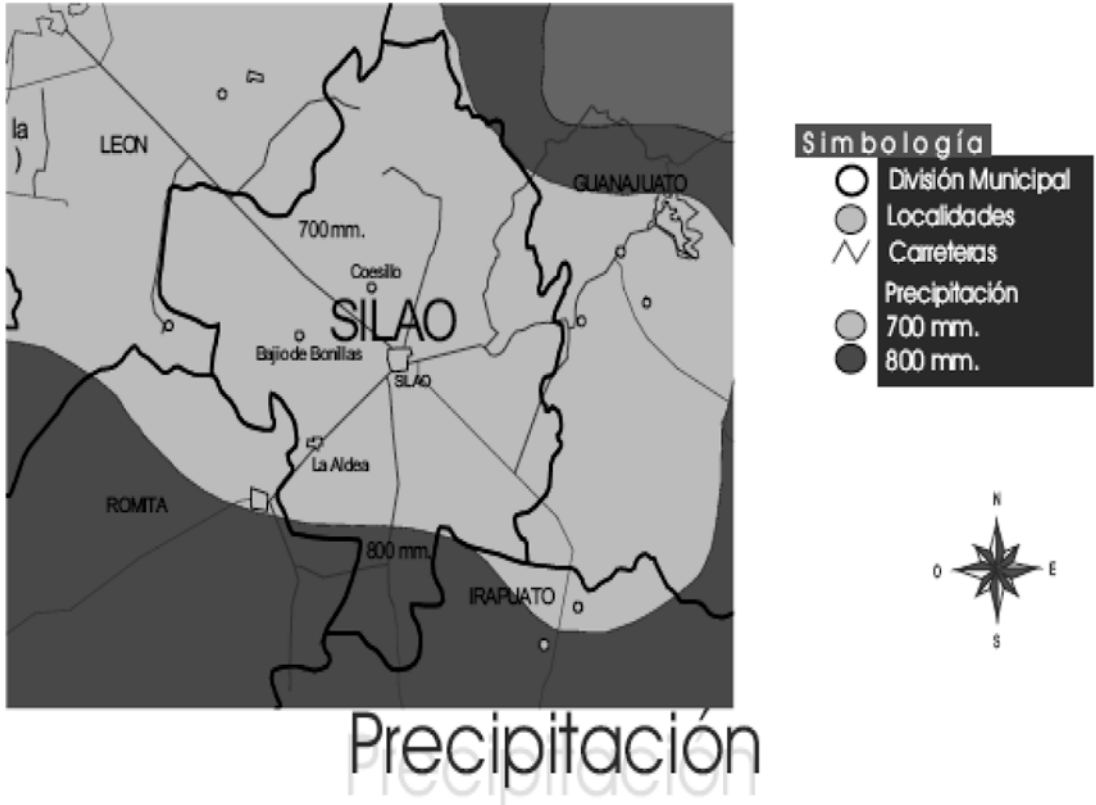 la
)
LEON
GUANAJUATO
700 mm.
Coesillo
SILAO
Bajio de Bonillas
SILAO
La Aldea
ROMITA
800 mm.
IRAPUATO
Simbología
División Municipal
Localidades
Carreteras
Precipitación
700 mm.
800 mm.
N
O
E
S
Precipitación